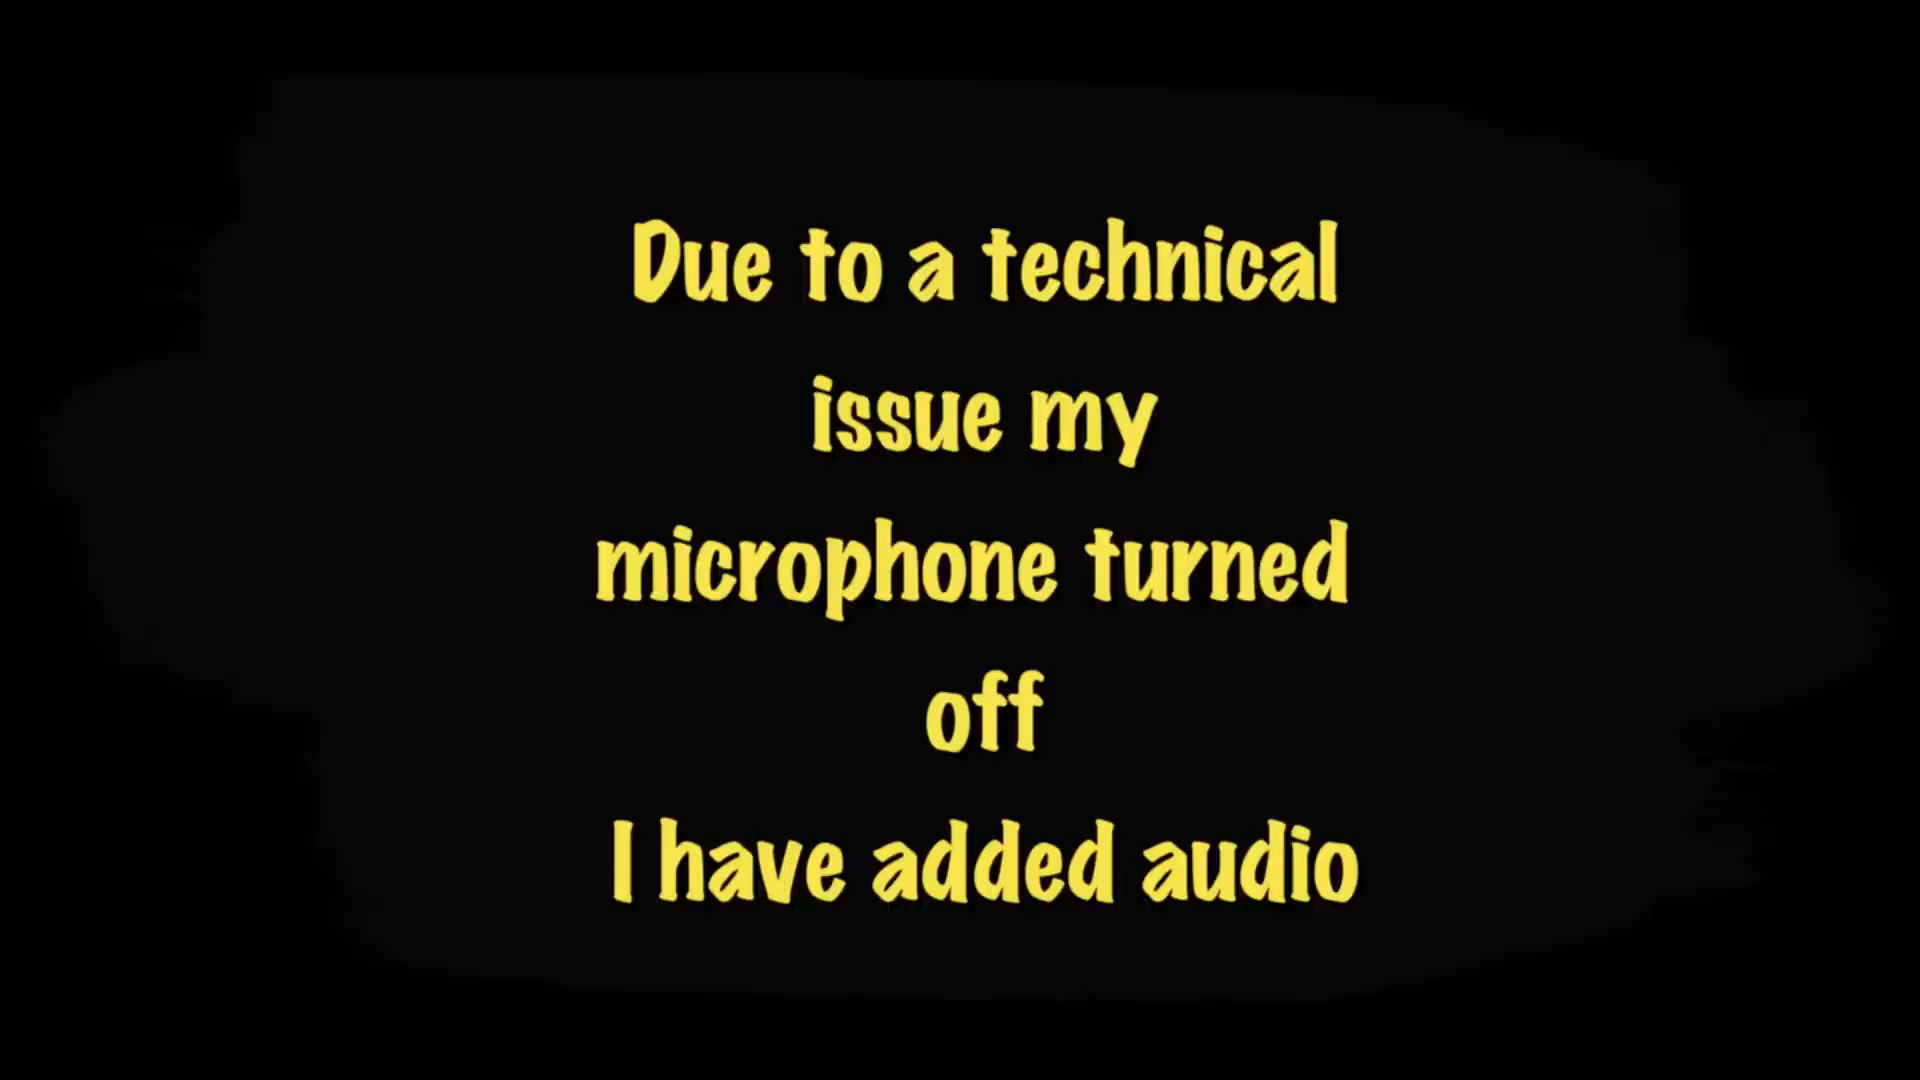 Due to a technical
issue my
microphone turned
off
I have added audio